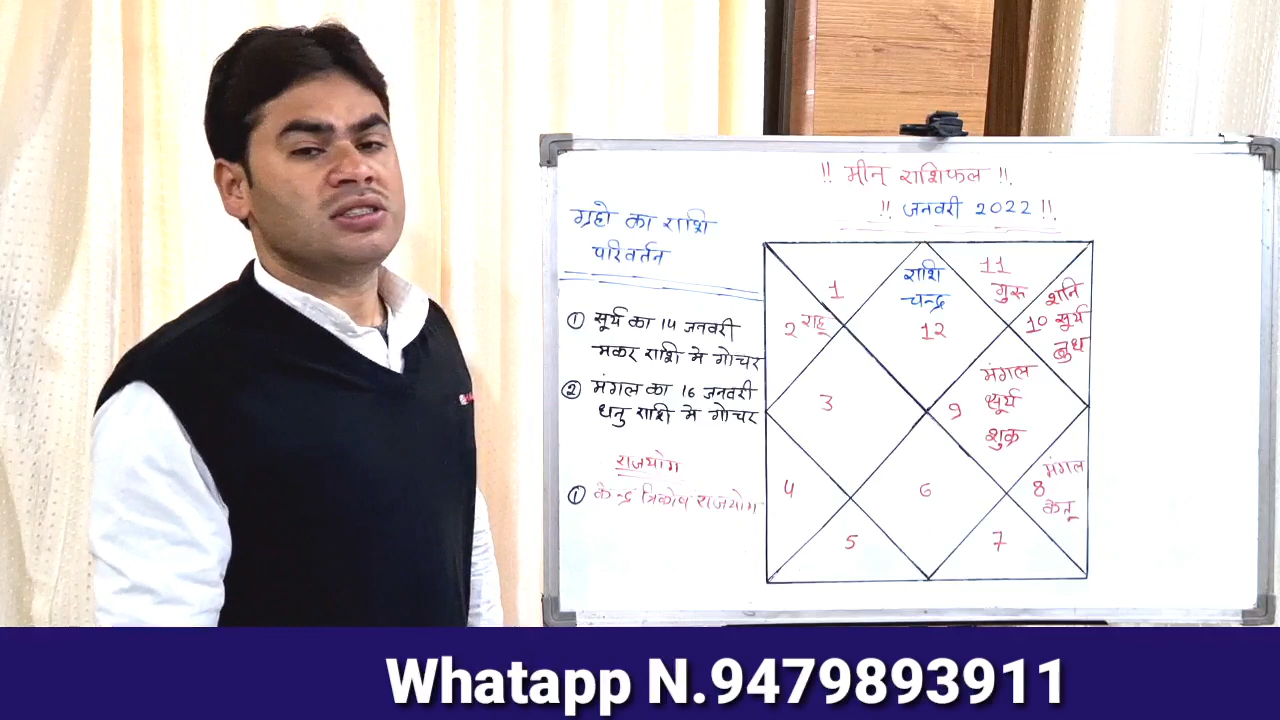 !! मीन राशिफल !!
!! जनवरी 2022 !!
ग्रहो का राशि
परिवर्तन
① सूर्य का 14 जनवरी
मकर राशि मे गोचर
② मंगल का 16 जनवरी
धनु राशि मे गोचर
राजयोग
① केन्द्र त्रिकोण राजयोग
1
राशि
चन्द्र
12
11
गुरु
शनि
10 सूर्य
बुध
2 राहू
3
मंगल
9 सूर्य
शुक्र
4
6
मंगल
8
केतू
5
7
Whatapp N.9479893911